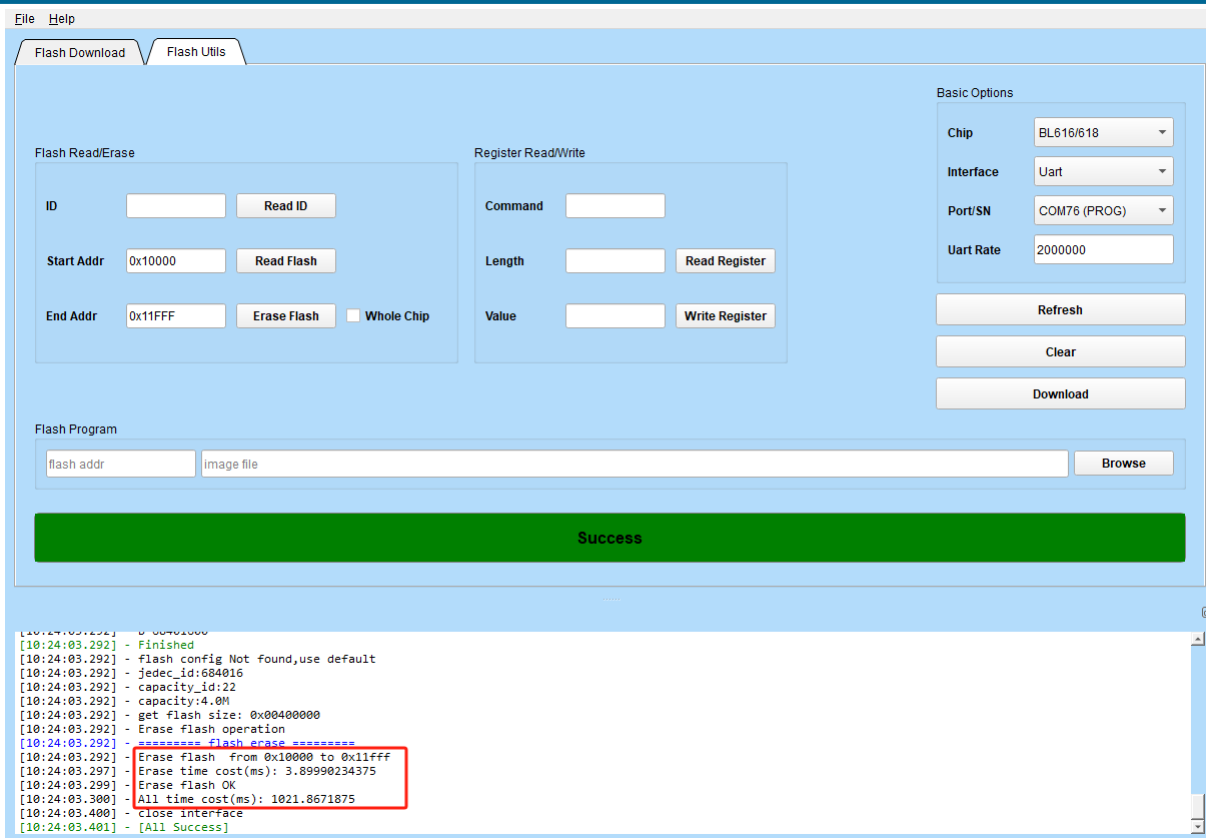 File Help
Flash Download Flash Utils
Basic Options
Chip BL616/618
Interface Uart
Port/SN COM76 (PROG)
Uart Rate 2000000
Refresh
Clear
Download
Flash Read/Erase
ID Read ID
Start Addr 0x10000 Read Flash
End Addr 0x11FFF Erase Flash Whole Chip
Register Read/Write
Command
Length Read Register
Value Write Register
Flash Program
flash addr image file Browse
Success
[10:24:03.292] - Finished
[10:24:03.292] - flash config Not found,use default
[10:24:03.292] - jedec_id:684016
[10:24:03.292] - capacity_id:22
[10:24:03.292] - capacity:4.0M
[10:24:03.292] - get flash size: 0x00400000
[10:24:03.292] - Erase flash operation
[10:24:03.292] - ========= flash erase =========
[10:24:03.292] - Erase flash  from 0x10000 to 0x11fff
[10:24:03.297] - Erase time cost(ms): 3.89990234375
[10:24:03.299] - Erase flash OK
[10:24:03.300] - All time cost(ms): 1021.8671875
[10:24:03.400] - close interface
[10:24:03.401] - [All Success]